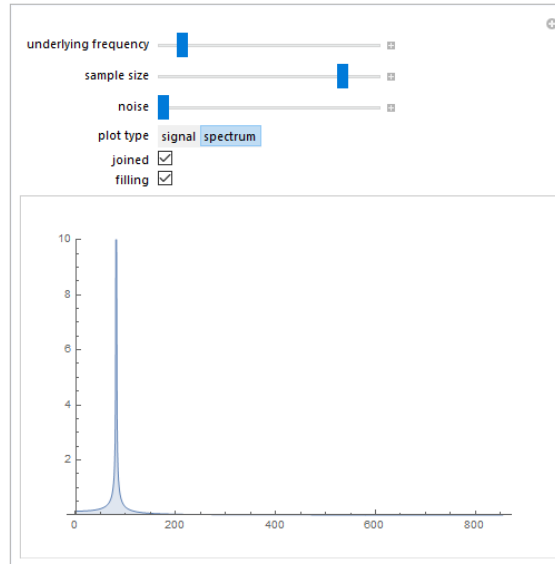 underlying frequency
sample size
noise
plot type signal spectrum
joined
filling
10
8
6
4
2
0 200 400 600 800